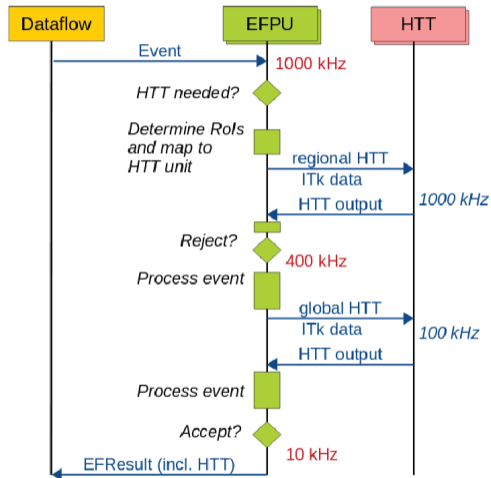 Dataflow
EFPU
HTT
Event
1000 kHz
HTT needed?
Determine RoIs
and map to
HTT unit
regional HTT
ITk data
HTT output
1000 kHz
Reject?
400 kHz
Process event
global HTT
ITk data
100 kHz
HTT output
Process event
Accept?
10 kHz
EFResult (incl. HTT)